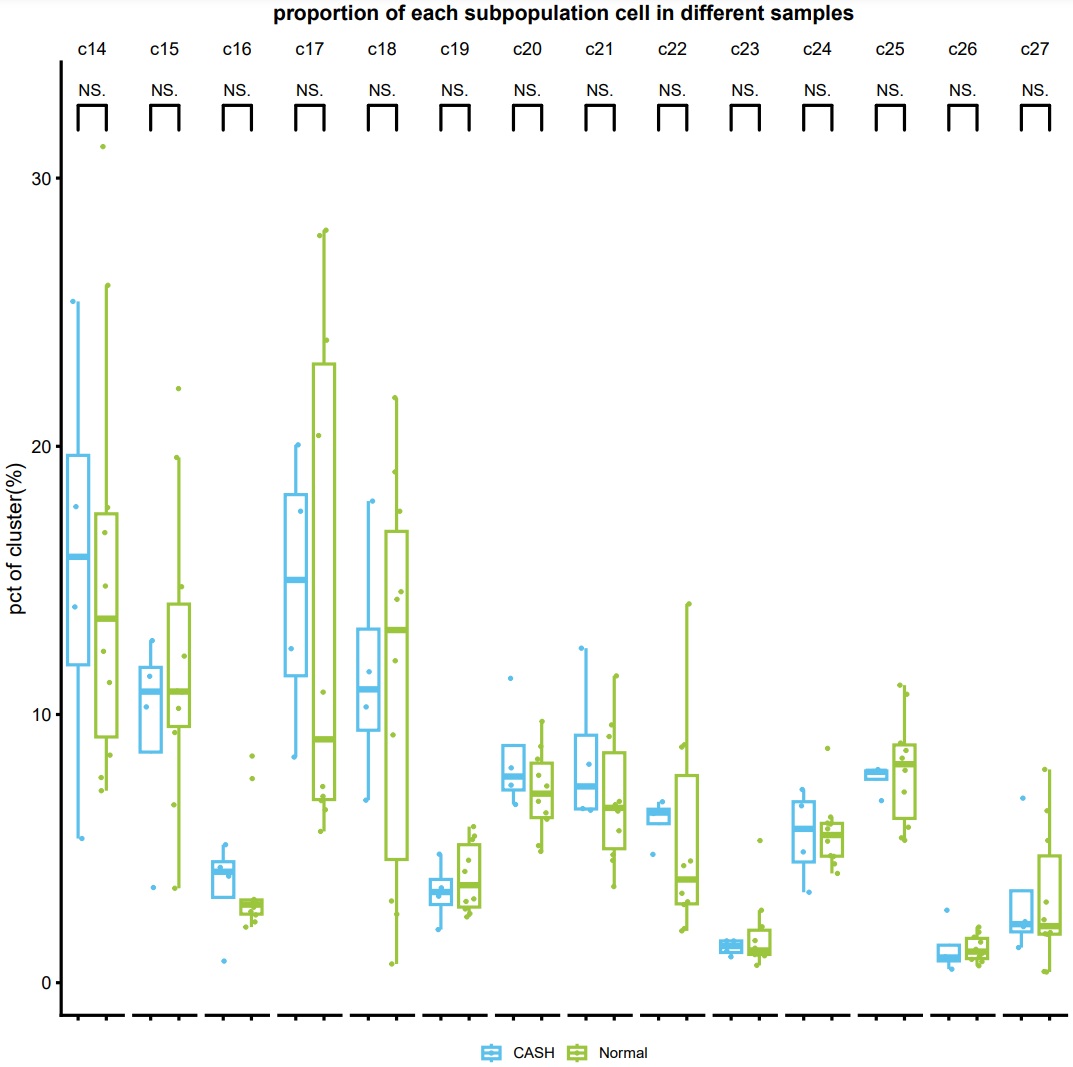 proportion of each subpopulation cell in different samples
c14 c15 c16 c17 c18 c19 c20 c21 c22 c23 c24 c25 c26 c27
NS. NS. NS. NS. NS. NS. NS. NS. NS. NS. NS. NS. NS. NS.
30
20
10
0
pct of cluster(%)
CASH Normal